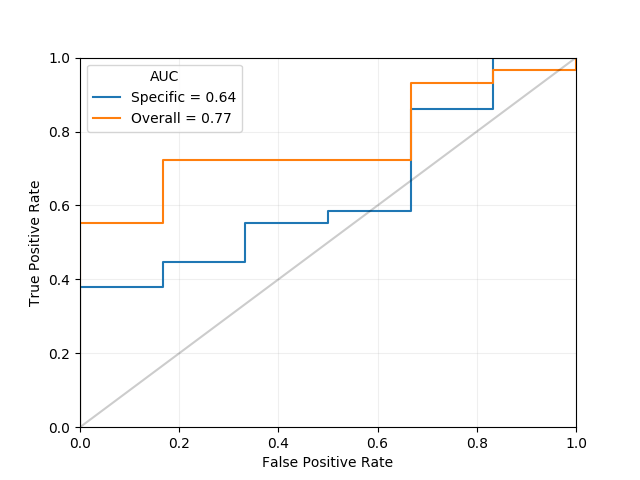 AUC
Specific = 0.64
Overall = 0.77
1.0
0.8
0.6
0.4
0.2
0.0
True Positive Rate
0.0 0.2 0.4 0.6 0.8 1.0
False Positive Rate